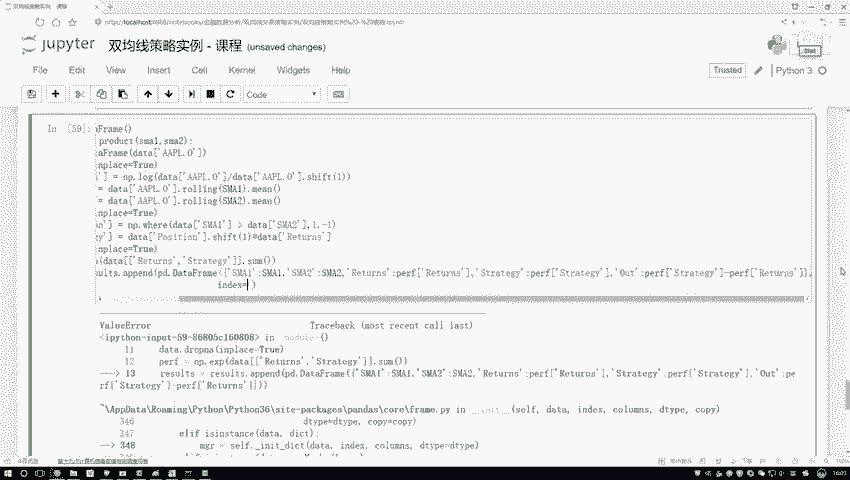 双均线策略实例 - 课程
jupyter 双均线策略实例 - 课程 (unsaved changes)
Start
File Edit View Insert Cell Kernel Widgets Help
Trusted Python 3
Code
In [59]:
aFrame()
product(sma1,sma2):
aFrame(data['AAPL.O'])
inplace=True)
'] = np.log(data['AAPL.O']/data['AAPL.O'].shift(1))
= data['AAPL.O'].rolling(SMA1).mean()
= data['AAPL.O'].rolling(SMA2).mean()
inplace=True)
on'] = np.where(data['SMA1'] > data['SMA2'],1,-1)
gy'] = data['Position'].shift(1)*data['Returns']
inplace=True)
(data[['Returns','Strategy']].sum())
sults.append(pd.DataFrame({'SMA1':SMA1,'SMA2':SMA2,'Returns':perf['Returns'],'Strategy':perf['Strategy'],'Out':perf['Strategy']-perf['Returns']},
index=)
ValueError Traceback (most recent call last)
<ipython-input-59-86805c160808> in <module>()
11 data.dropna(inplace=True)
12 perf = np.exp(data[['Returns','Strategy']].sum())
---> 13 results = results.append(pd.DataFrame({'SMA1':SMA1,'SMA2':SMA2,'Returns':perf['Returns'],'Strategy':perf['Strategy'],'Out':pe
rf['Strategy']-perf['Returns']}))
~\AppData\Roaming\Python\Python36\site-packages\pandas\core\frame.py in __init__(self, data, index, columns, dtype, copy)
346 dtype=dtype, copy=copy)
347 elif isinstance(data, dict):
--> 348 mgr = self._init_dict(data, index, columns, dtype=dtype)